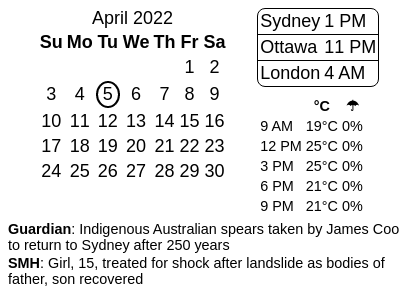 April 2022
Su Mo Tu We Th Fr Sa
1 2
3 4 5 6 7 8 9
10 11 12 13 14 15 16
17 18 19 20 21 22 23
24 25 26 27 28 29 30
Sydney 1 PM
Ottawa 11 PM
London 4 AM
°C ☂
9 AM 19°C 0%
12 PM 25°C 0%
3 PM 25°C 0%
6 PM 21°C 0%
9 PM 21°C 0%
Guardian: Indigenous Australian spears taken by James Coo
to return to Sydney after 250 years
SMH: Girl, 15, treated for shock after landslide as bodies of
father, son recovered